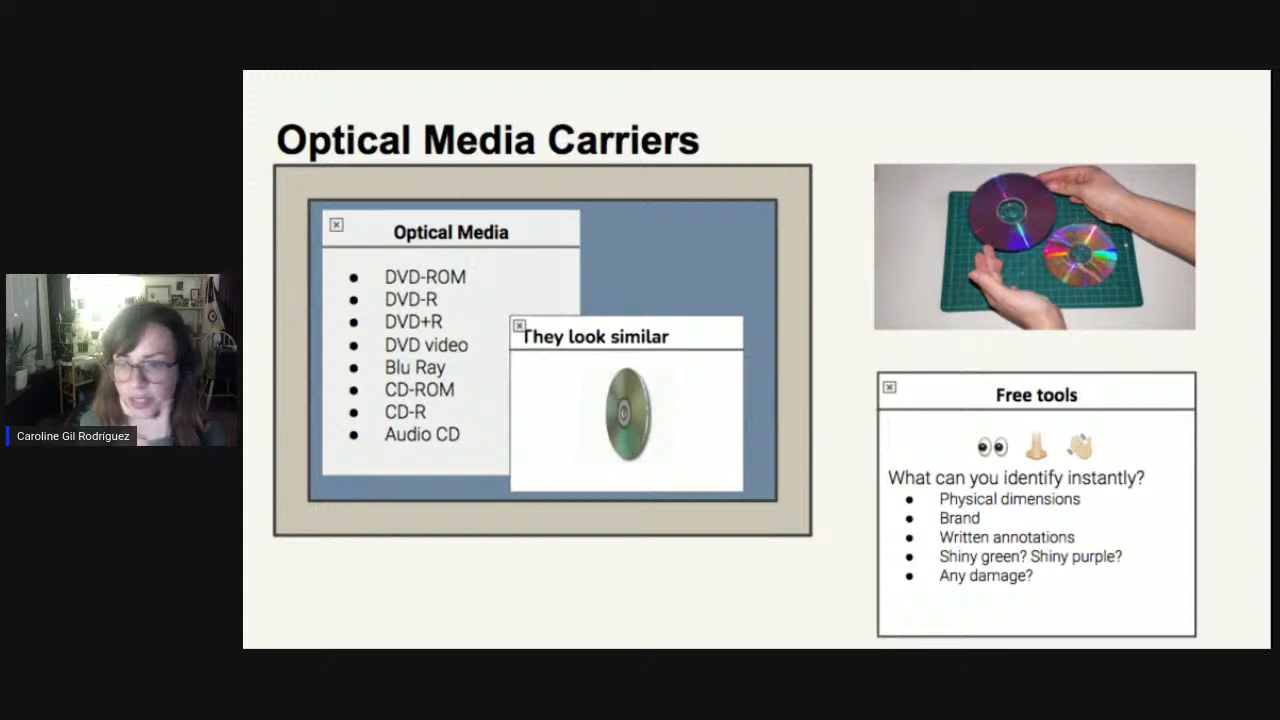 Optical Media Carriers
Optical Media
DVD-ROM
DVD-R
DVD+R
DVD video
Blu Ray
CD-ROM
CD-R
Audio CD
They look similar
Free tools
What can you identify instantly?
Physical dimensions
Brand
Written annotations
Shiny green? Shiny purple?
Any damage?
Caroline Gil Rodríguez